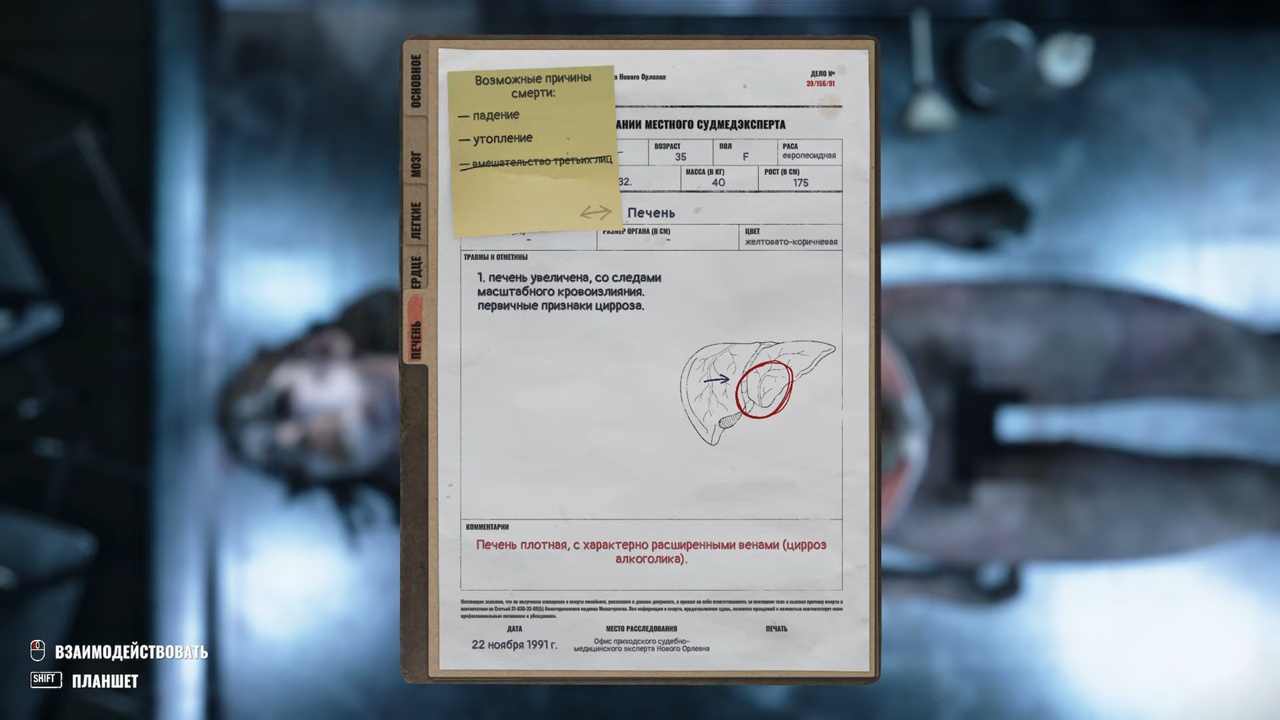 ОСНОВНОЕ
МОЗГ
ЛЕГКИЕ
ЕРДЦЕ
ПЕЧЕНЬ
Возможные причины
смерти:
— падение
— утопление
— вмешательство третьих лиц
а Нового Орлеана
ДЕЛО №
39/156/91
АНИИ МЕСТНОГО СУДМЕДЭКСПЕРТА
ВОЗРАСТ
35
ПОЛ
F
РАСА
европеоидная
32.
МАССА (В КГ)
40
РОСТ (В СМ)
175
Печень
РАЗМЕР ОРГАНА (В СМ)
–
ЦВЕТ
желтовато-коричневая
ТРАВМЫ И ОТМЕТИНЫ
1. печень увеличена, со следами
масштабного кровоизлияния.
первичные признаки цирроза.
КОММЕНТАРИИ
Печень плотная, с характерно расширенными венами (цирроз
алкоголика).
ДАТА
22 ноября 1991 г.
МЕСТО РАССЛЕДОВАНИЯ
Офис приходского судебно-
медицинского эксперта Нового Орлеана
ПЕЧАТЬ
ВЗАИМОДЕЙСТВОВАТЬ
SHIFT ПЛАНШЕТ